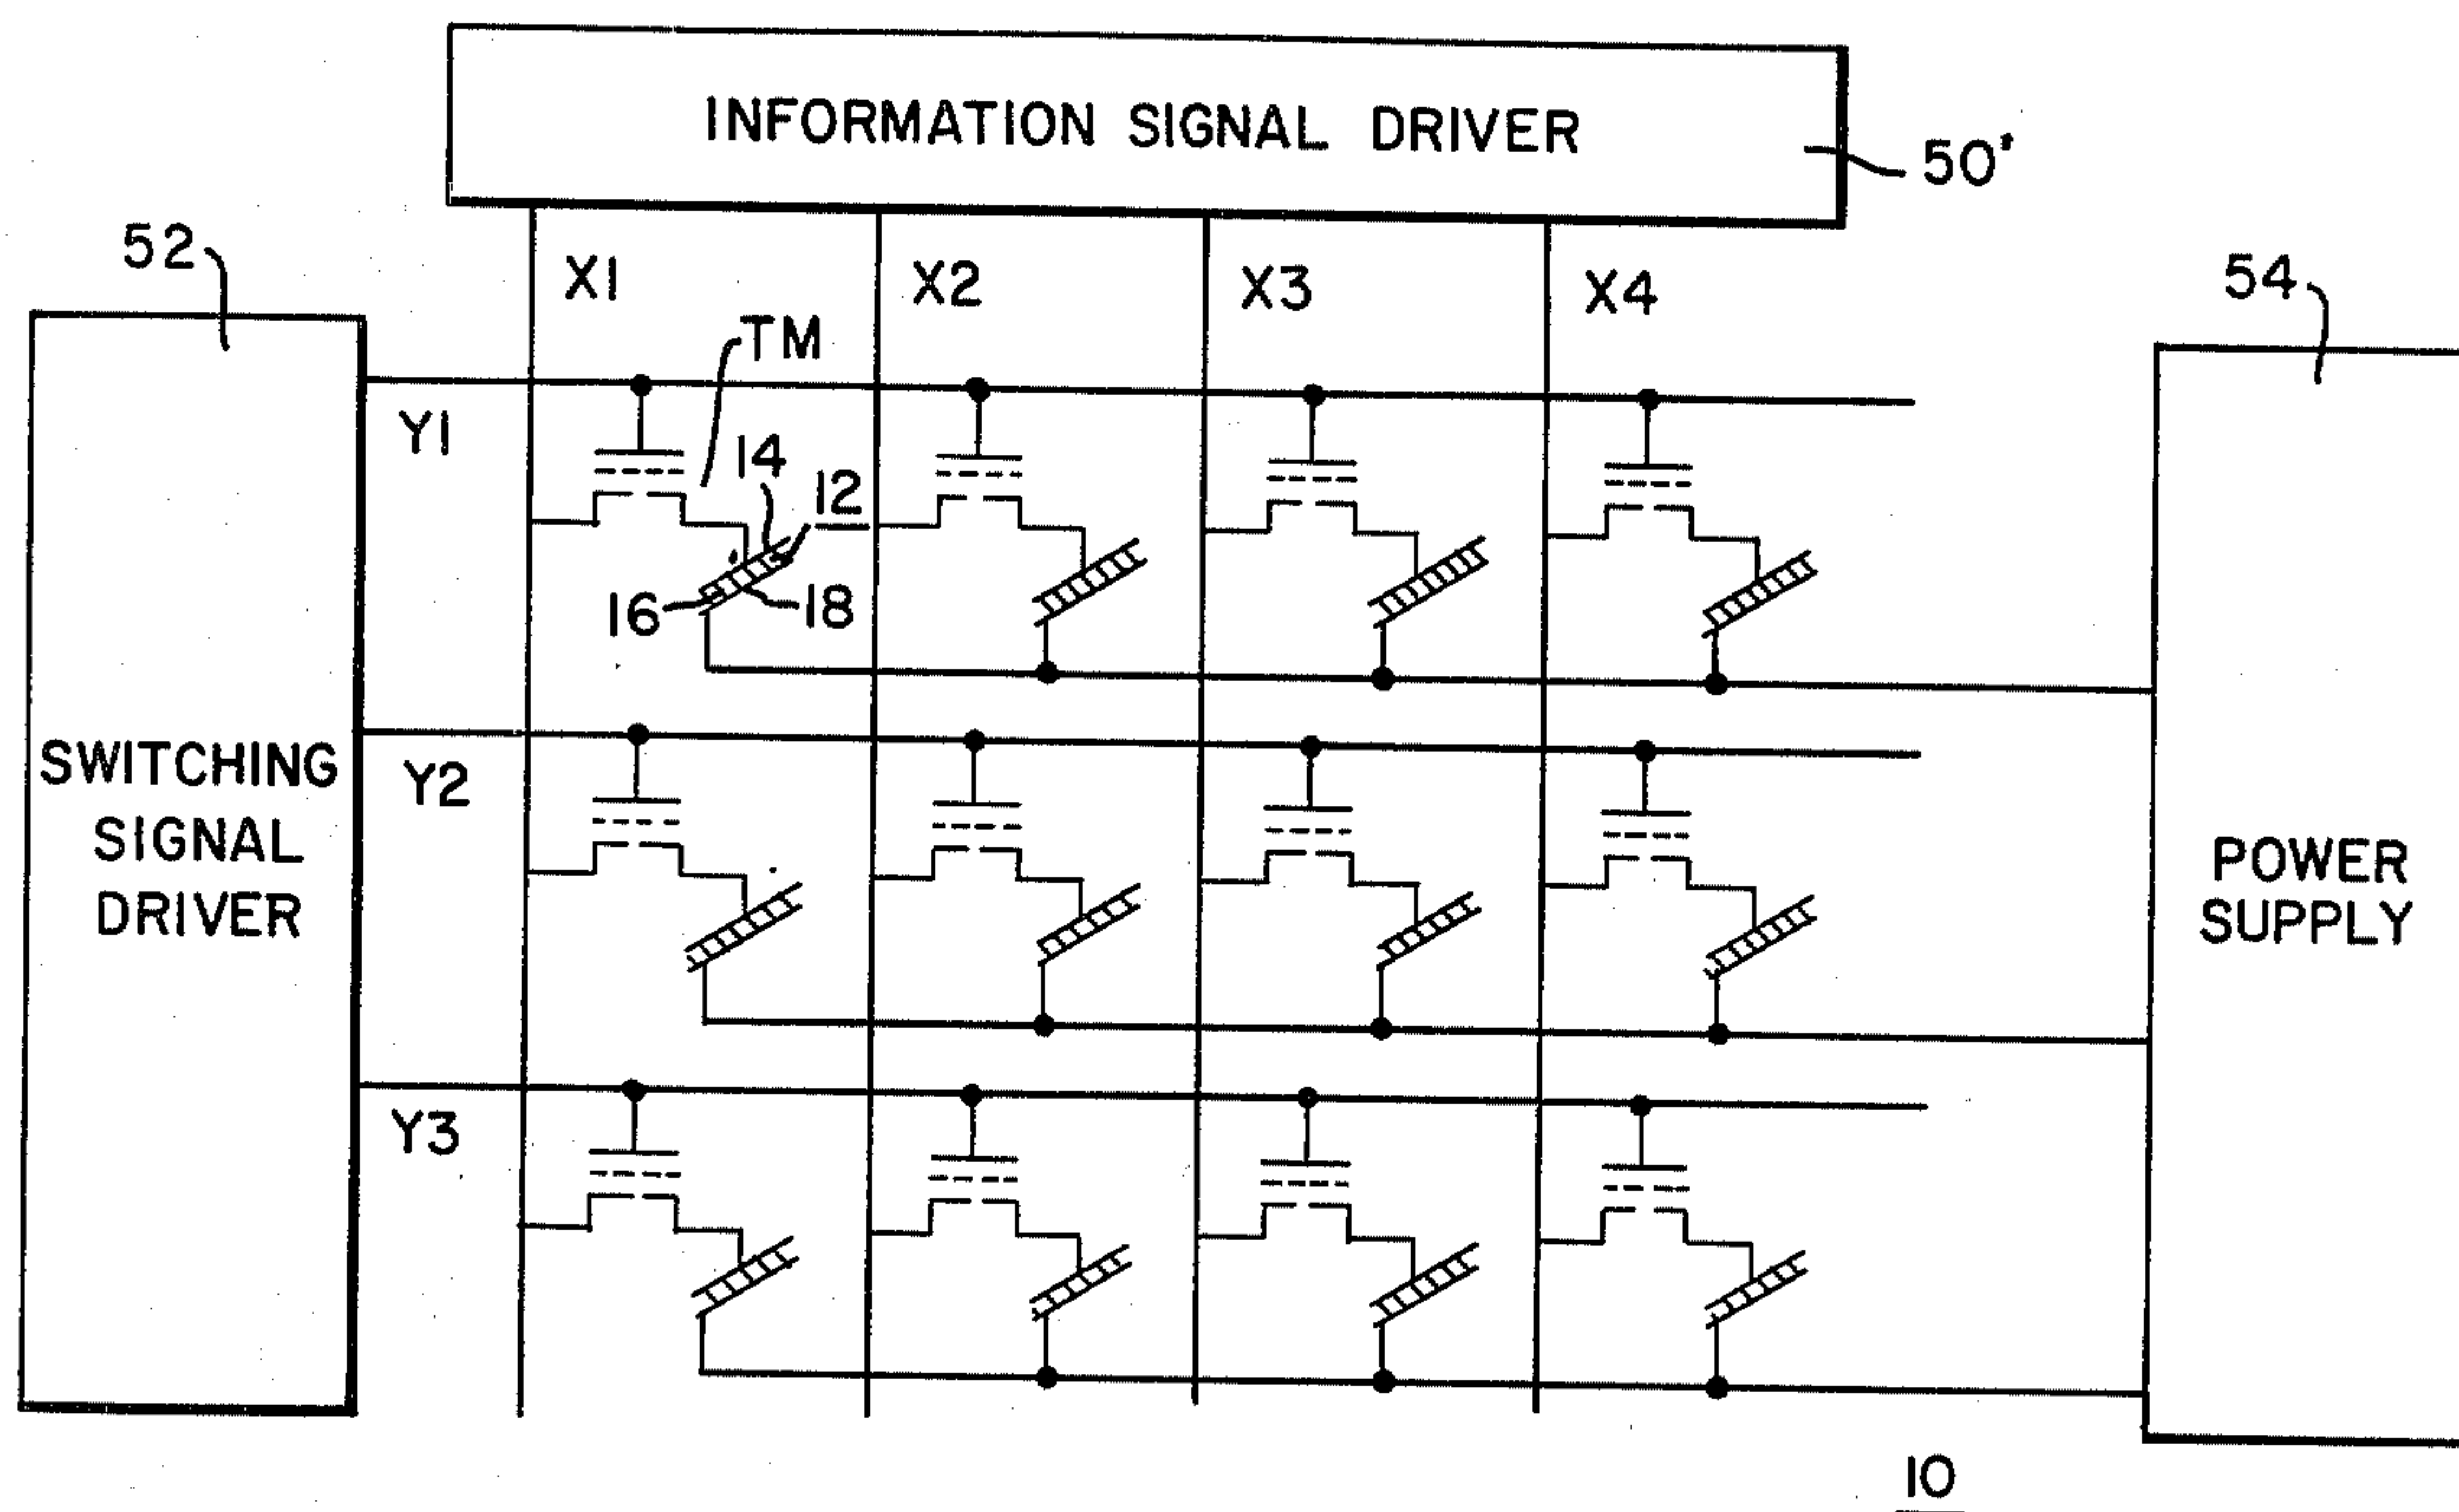 INFORMATION SIGNAL DRIVER
50'
52
X1
X2
X3
X4
54
TM
Y1
14
12
16
18
SWITCHING
SIGNAL
DRIVER
Y2
POWER
SUPPLY
Y3
10